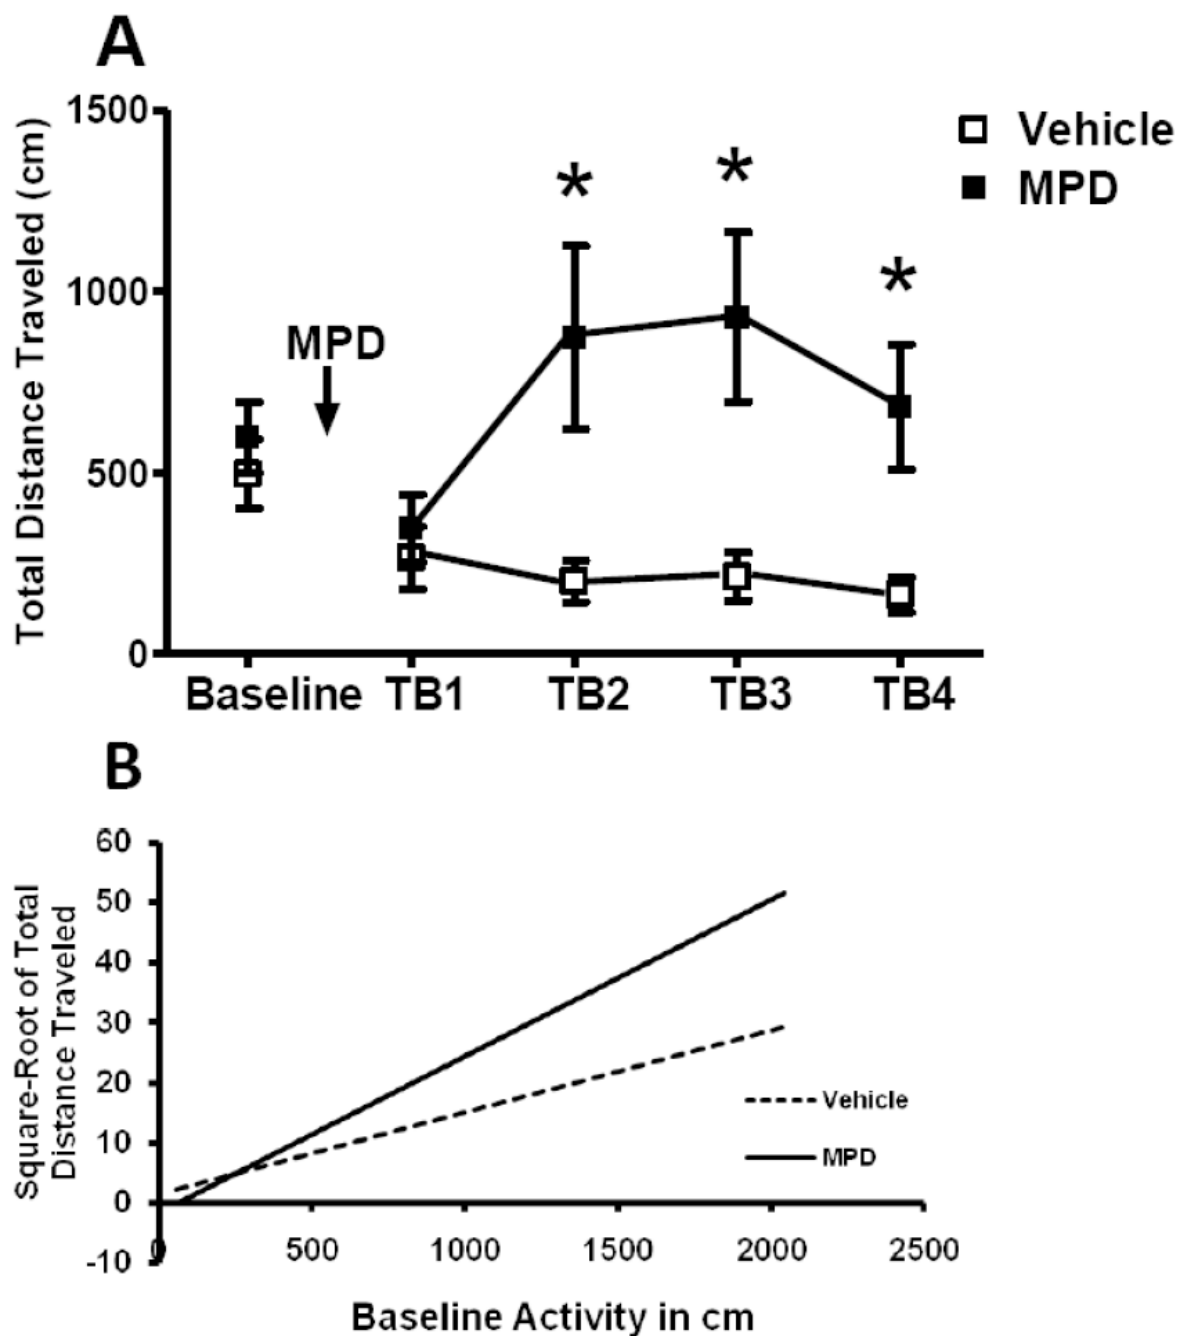 A
Total Distance Traveled (cm)
1500
1000
500
0
Vehicle
MPD
*
*
*
MPD
Baseline TB1 TB2 TB3 TB4
B
Square-Root of Total
Distance Traveled
60
50
40
30
20
10
0
-10
Vehicle
MPD
0 500 1000 1500 2000 2500
Baseline Activity in cm